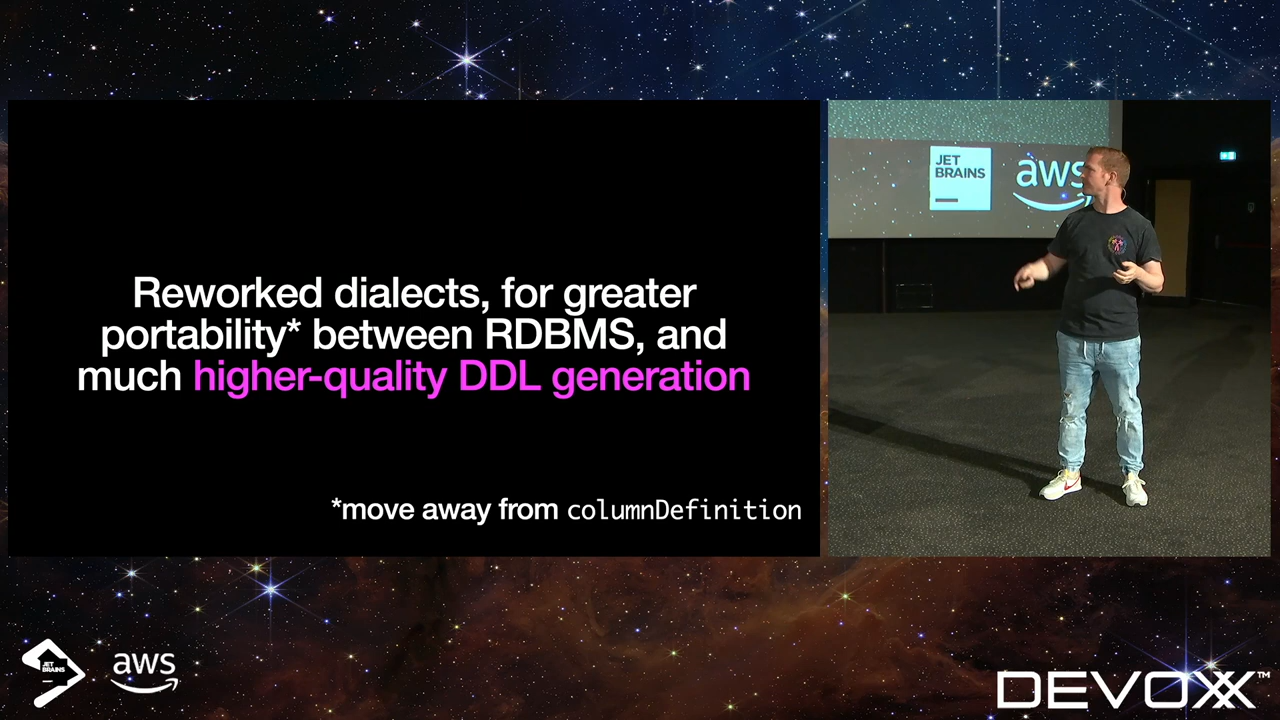 Reworked dialects, for greater
portability* between RDBMS, and
much higher-quality DDL generation
*move away from columnDefinition
JET
BRAINS
aws
JET
BRAINS
aws
DEVOXX™